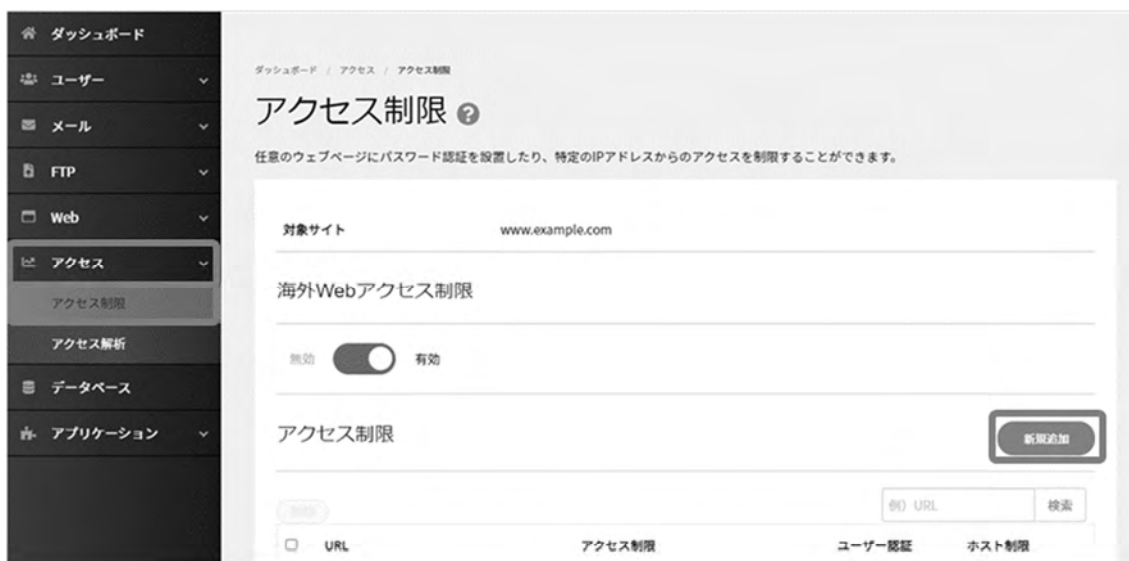 ダッシュボード
ユーザー
メール
FTP
Web
アクセス
アクセス制限
アクセス解析
データベース
アプリケーション
ダッシュボード / アクセス / アクセス制限
アクセス制限 ?
任意のウェブページにパスワード認証を設置したり、特定のIPアドレスからのアクセスを制限することができます。
対象サイト www.example.com
海外Webアクセス制限
無効 有効
アクセス制限 新規追加
例) URL 検索
URL アクセス制限 ユーザー認証 ホスト制限